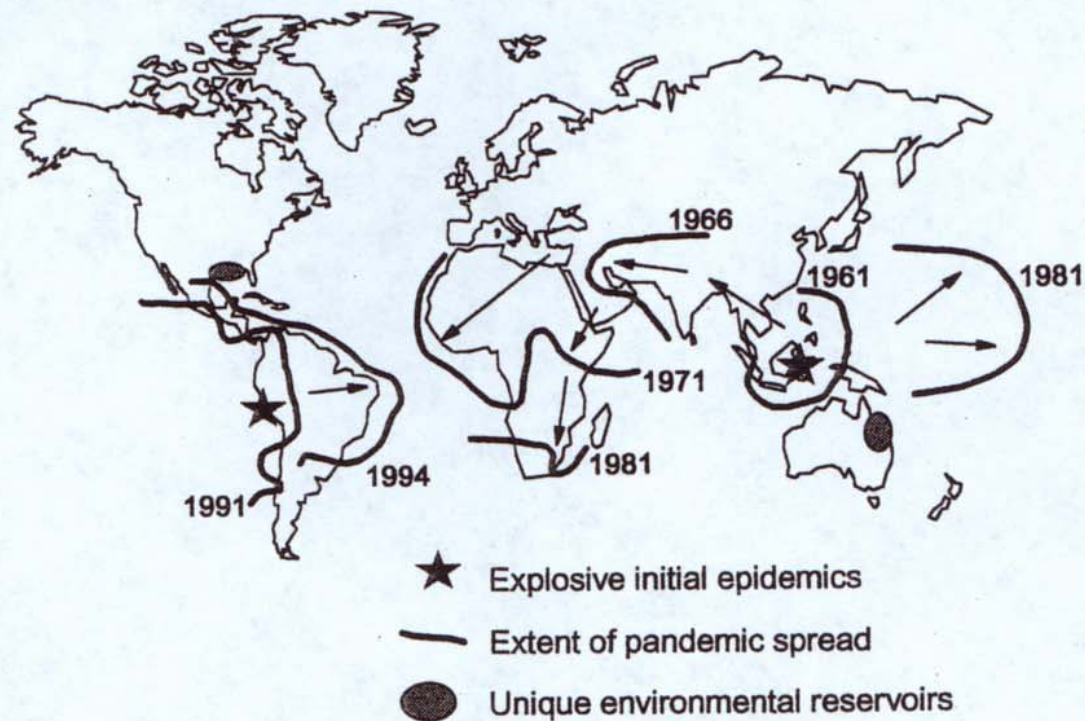 1966
1961
1981
1971
1981
1994
1991
Explosive initial epidemics
Extent of pandemic spread
Unique environmental reservoirs